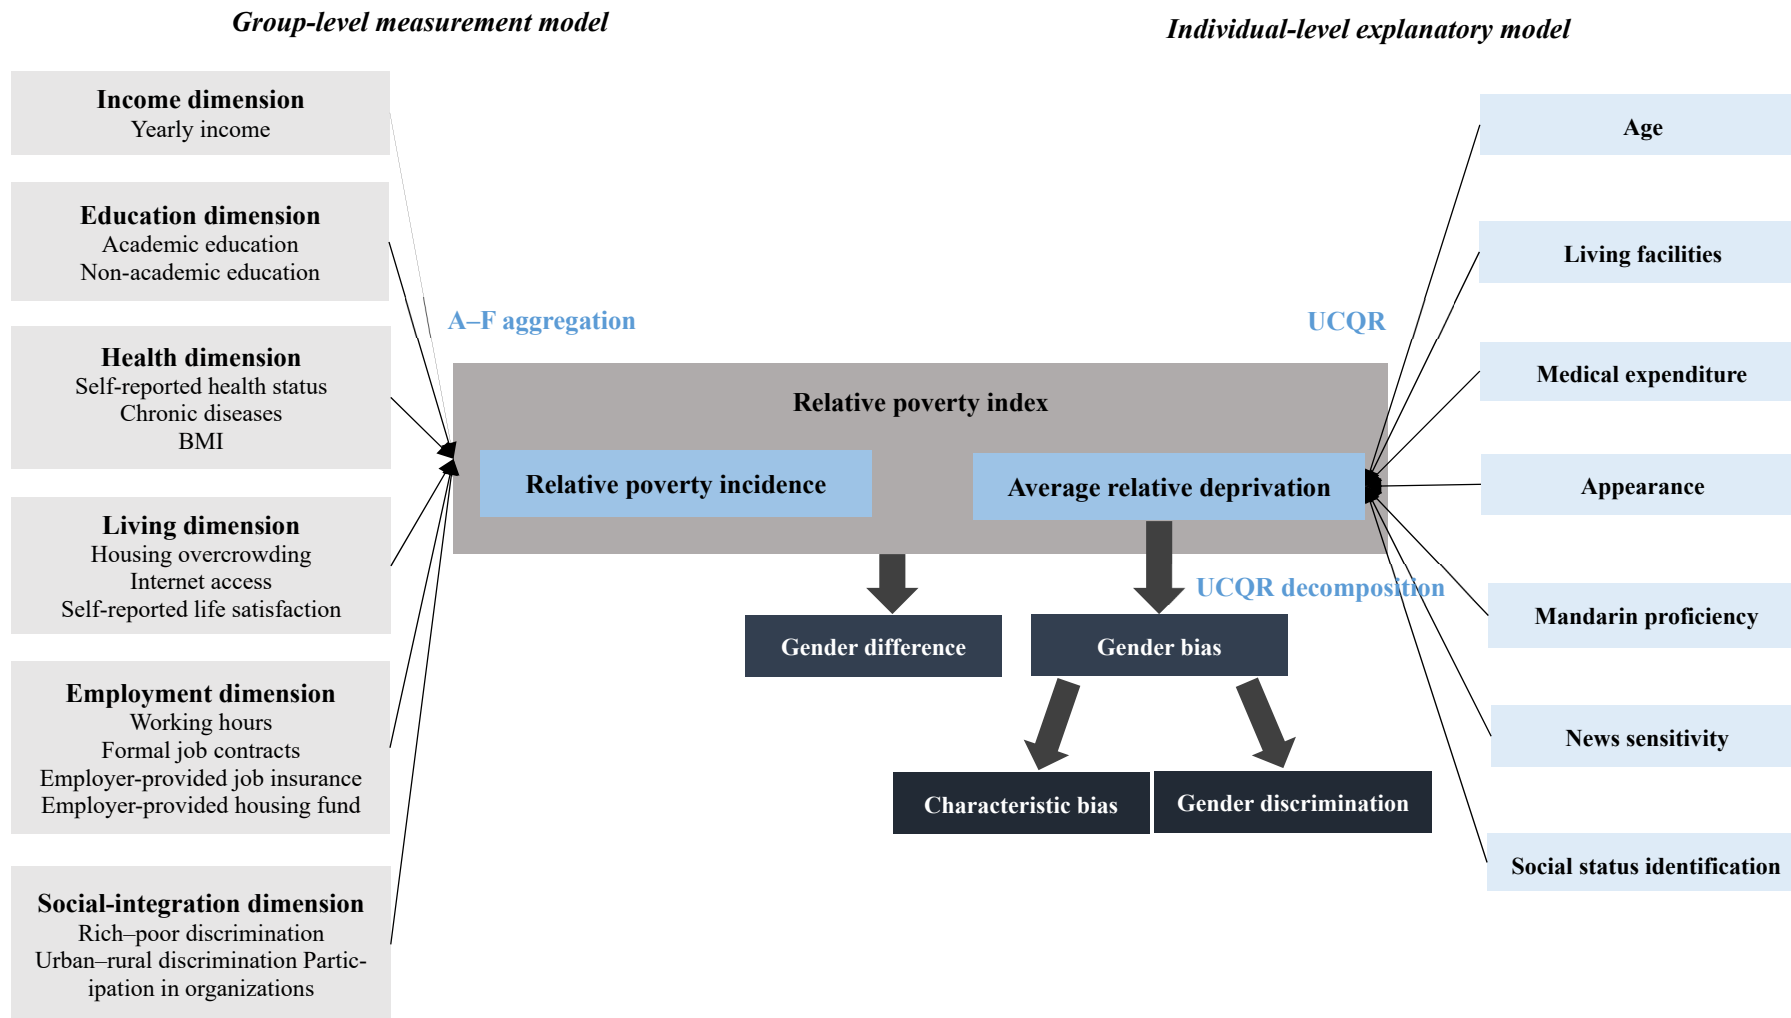 Group-level measurement model
Individual-level explanatory model
Income dimension
Yearly income
Education dimension
Academic education
Non-academic education
Health dimension
Self-reported health status
Chronic diseases
BMI
Living dimension
Housing overcrowding
Internet access
Self-reported life satisfaction
Employment dimension
Working hours
Formal job contracts
Employer-provided job insurance
Employer-provided housing fund
Social-integration dimension
Rich–poor discrimination
Urban–rural discrimination Partic-
ipation in organizations
A–F aggregation
UCQR
Relative poverty index
Relative poverty incidence
Average relative deprivation
UCQR decomposition
Gender difference
Gender bias
Characteristic bias
Gender discrimination
Age
Living facilities
Medical expenditure
Appearance
Mandarin proficiency
News sensitivity
Social status identification